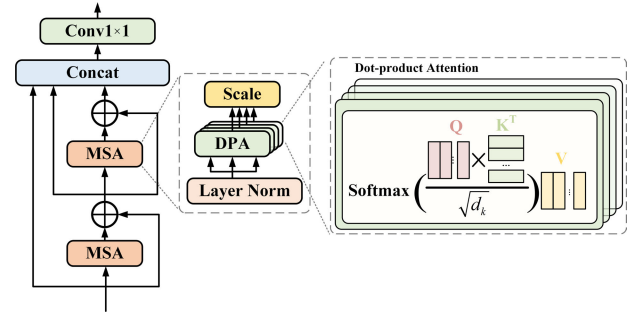 Conv1×1
Concat
MSA
MSA
Scale
DPA
Layer Norm
Dot-product Attention
Q
K^T
...
...
V
Softmax ( × / √d_k )
...